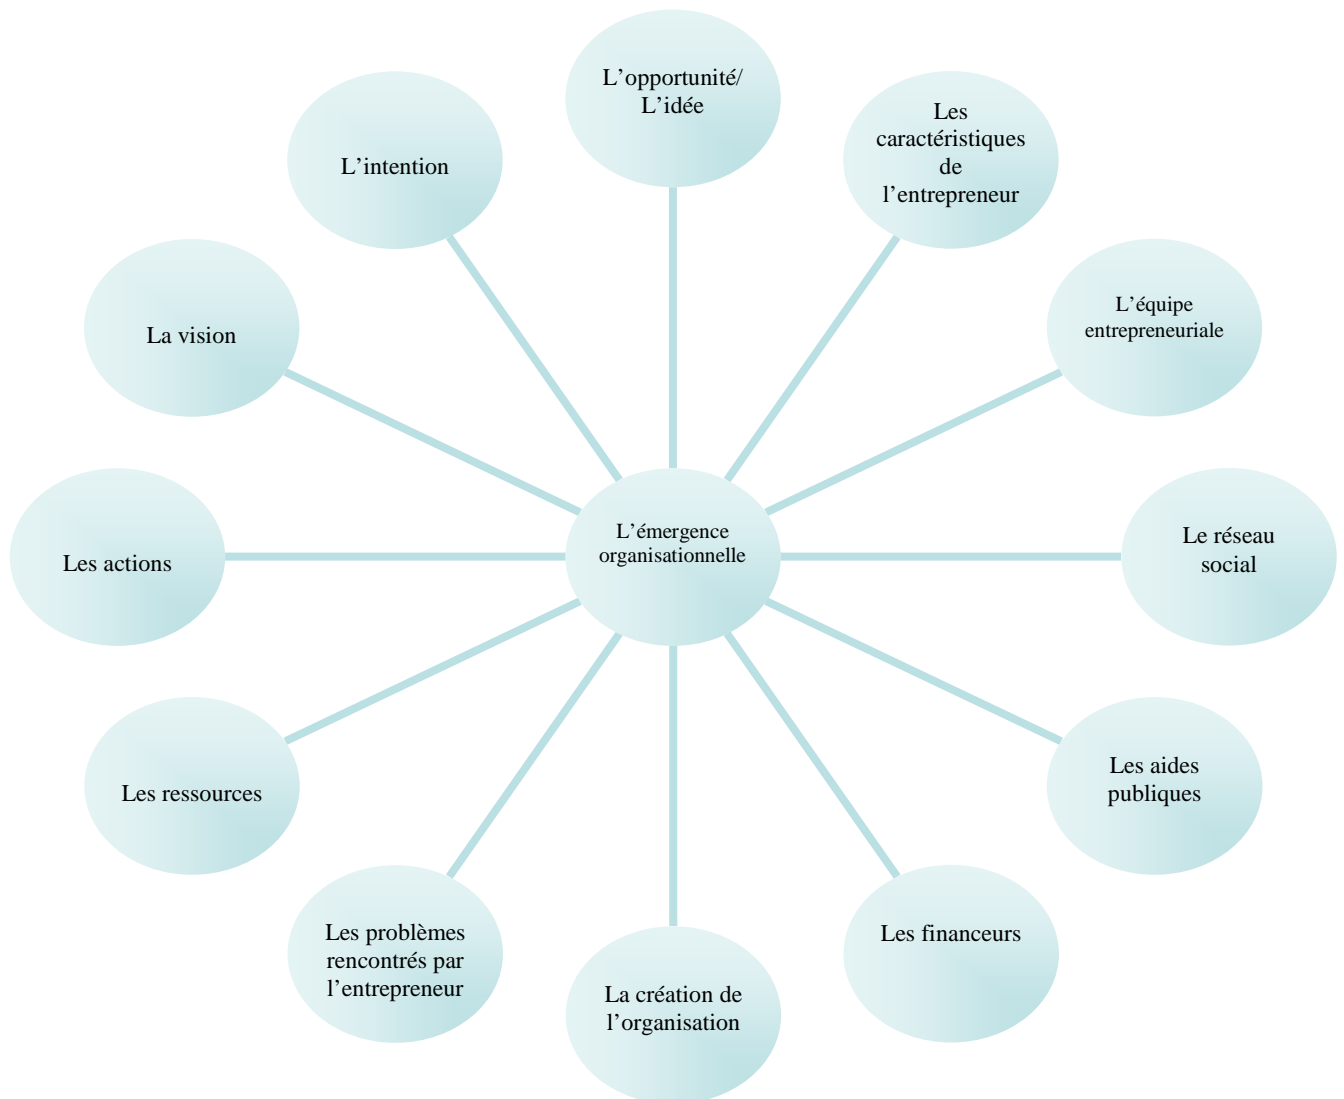 L’opportunité/
L’idée
Les
caractéristiques
de
l’entrepreneur
L’intention
L’équipe
entrepreneuriale
La vision
L’émergence
organisationnelle
Le réseau
social
Les actions
Les aides
publiques
Les ressources
Les financeurs
Les problèmes
rencontrés par
l’entrepreneur
La création de
l’organisation